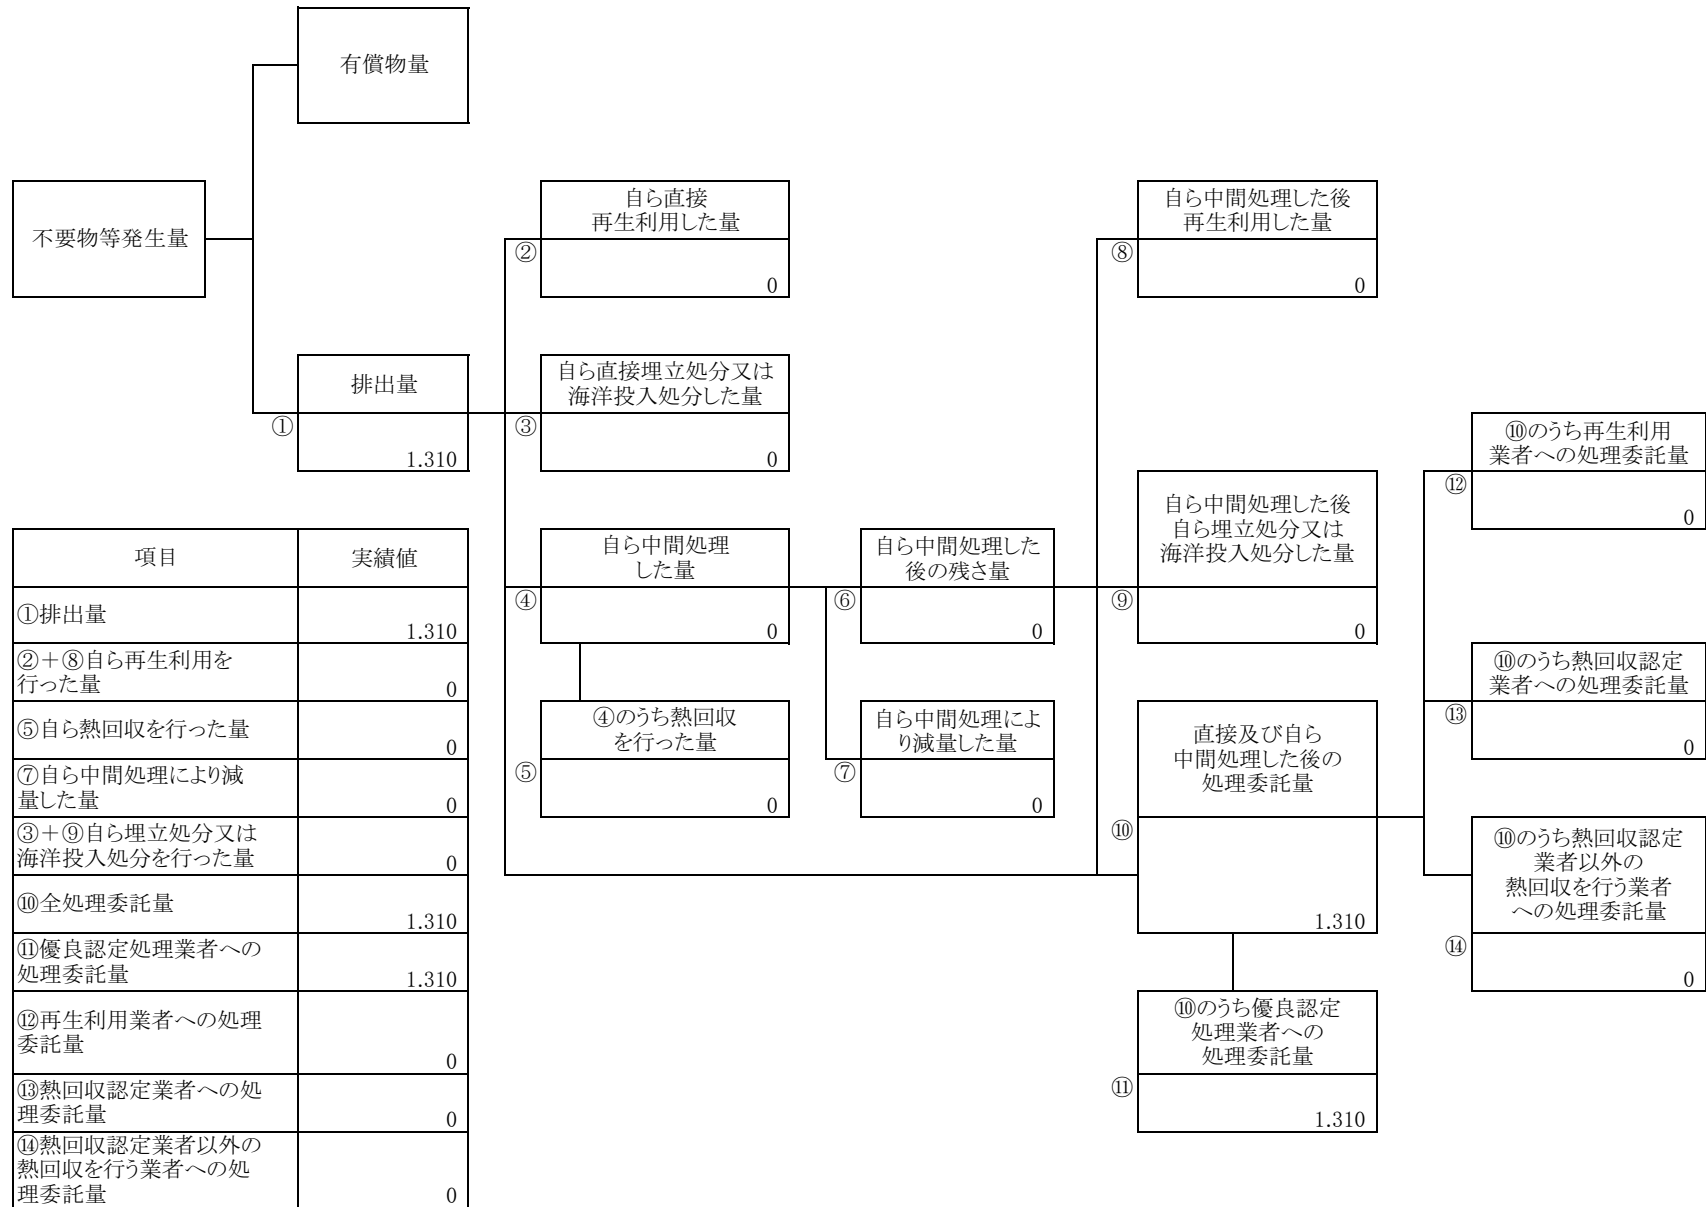 有償物量
不要物等発生量
排出量
①
1.310
自ら直接
再生利用した量
②
0
自ら直接埋立処分又は
海洋投入処分した量
③
0
自ら中間処理
した量
④
0
④のうち熱回収
を行った量
⑤
0
自ら中間処理した
後の残さ量
⑥
0
自ら中間処理によ
り減量した量
⑦
0
自ら中間処理した後
再生利用した量
⑧
0
自ら中間処理した後
自ら埋立処分又は
海洋投入処分した量
⑨
0
直接及び自ら
中間処理した後の
処理委託量
⑩
1.310
⑩のうち優良認定
処理業者への
処理委託量
⑪
1.310
⑩のうち再生利用
業者への処理委託量
⑫
0
⑩のうち熱回収認定
業者への処理委託量
⑬
0
⑩のうち熱回収認定
業者以外の
熱回収を行う業者
への処理委託量
⑭
0
項目 実績値
①排出量
1.310
②＋⑧自ら再生利用を
行った量 0
⑤自ら熱回収を行った量
0
⑦自ら中間処理により減
量した量 0
③＋⑨自ら埋立処分又は
海洋投入処分を行った量 0
⑩全処理委託量
1.310
⑪優良認定処理業者への
処理委託量 1.310
⑫再生利用業者への処理
委託量
0
⑬熱回収認定業者への処
理委託量 0
⑭熱回収認定業者以外の
熱回収を行う業者への処
理委託量 0